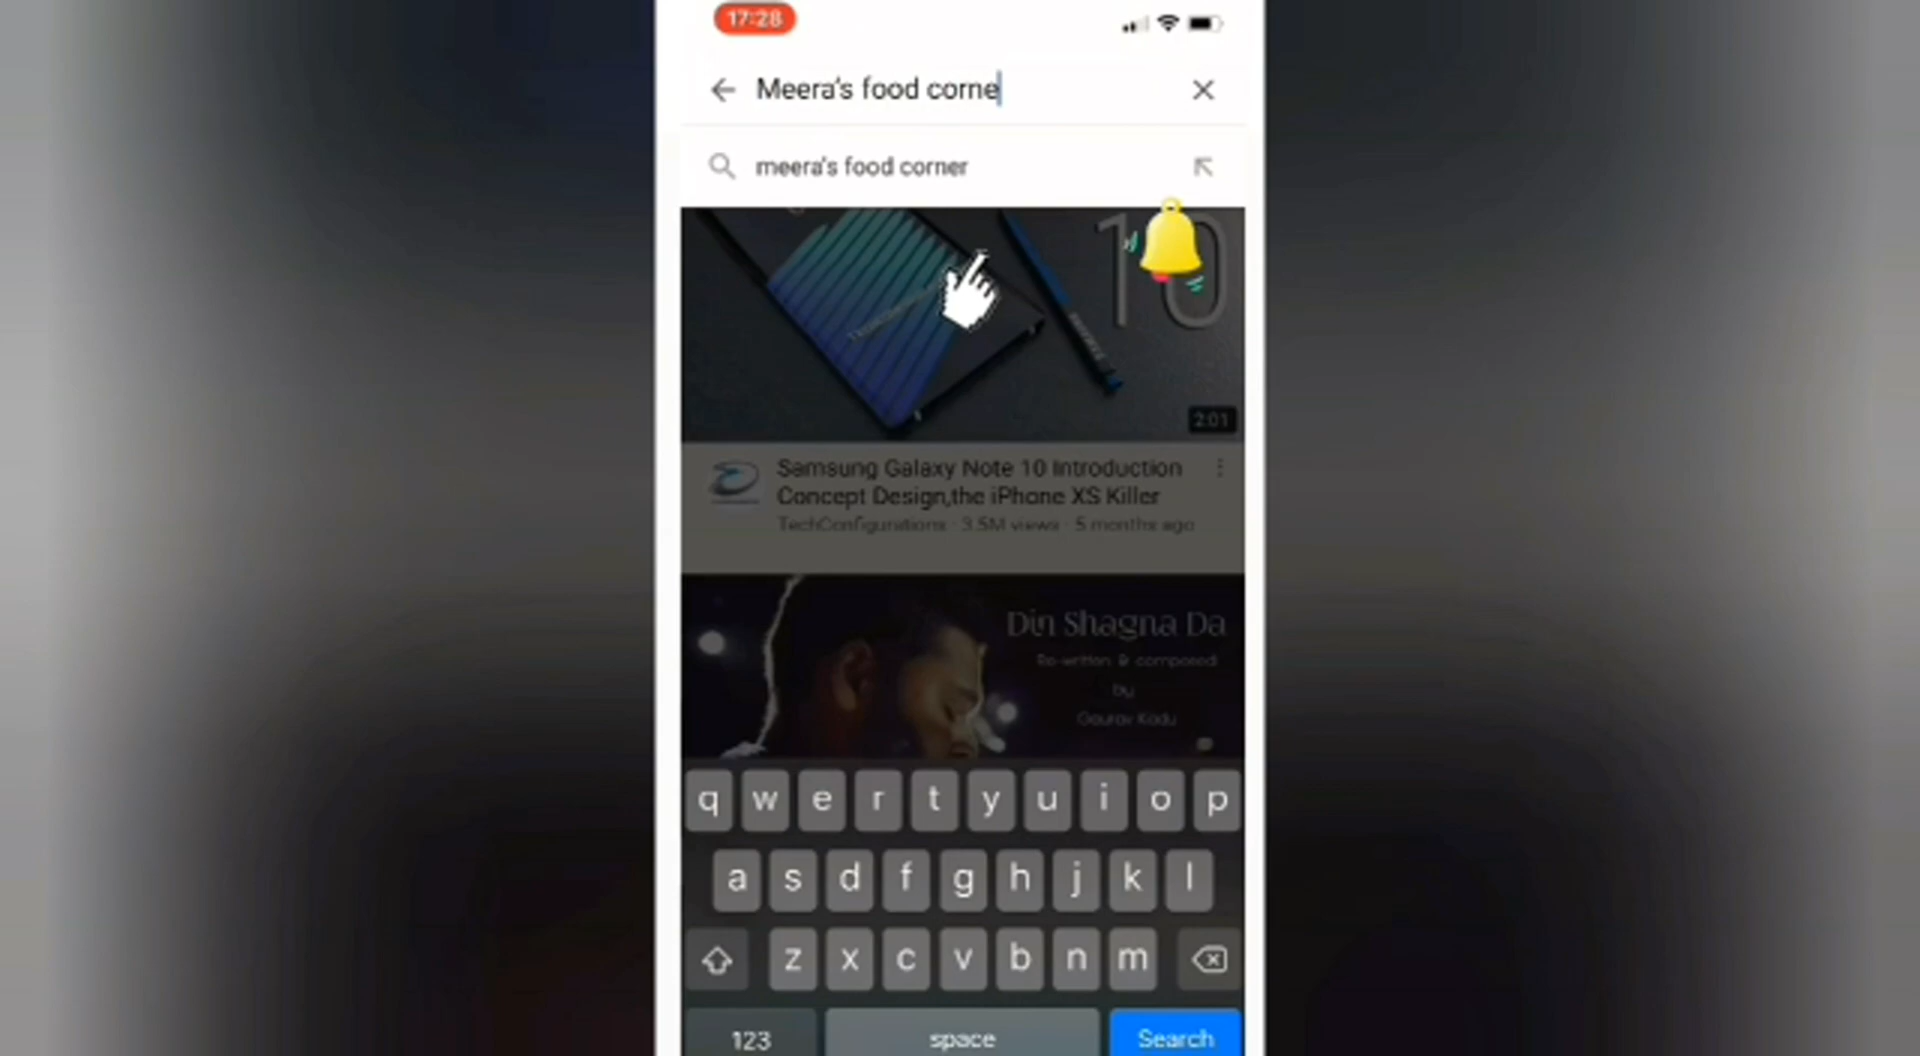 17:28
Meera's food corne
meera's food corner
10
2:01
Samsung Galaxy Note 10 Introduction
Concept Design,the iPhone XS Killer
TechConfigurations · 3.5M views · 5 months ago
Din Shagna Da
Re-written & composed
by
Gourov Kadu
q w e r t y u i o p
a s d f g h j k l
z x c v b n m
123 space Search